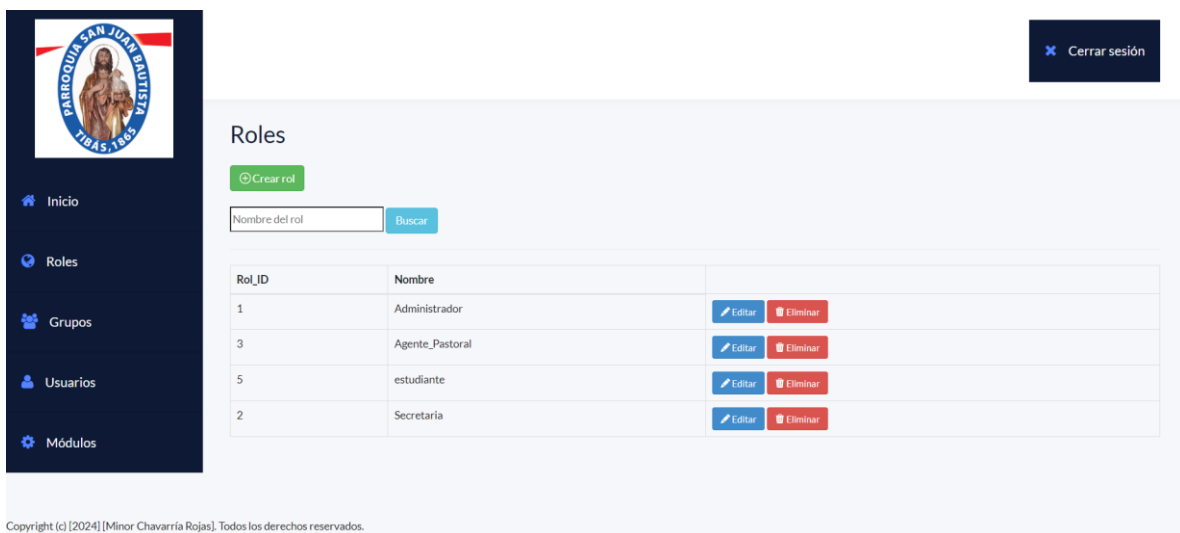 PARROQUIA SAN JUAN BAUTISTA
TIBÁS, 1865
Cerrar sesión
Inicio
Roles
Grupos
Usuarios
Módulos
Roles
Crear rol
Nombre del rol Buscar
Rol_ID Nombre
1 Administrador Editar Eliminar
3 Agente_Pastoral Editar Eliminar
5 estudiante Editar Eliminar
2 Secretaria Editar Eliminar
Copyright (c) [2024] [Minor Chavarría Rojas]. Todos los derechos reservados.